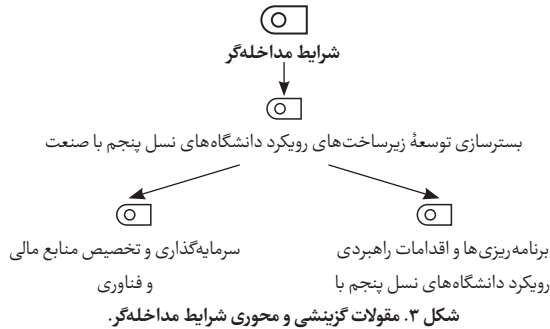 شرایط مداخله‌گر
بسترسازی توسعهٔ زیرساخت‌های رویکرد دانشگاه‌های نسل پنجم با صنعت
برنامه‌ریزی‌ها و اقدامات راهبردی
رویکرد دانشگاه‌های نسل پنجم با
سرمایه‌گذاری و تخصیص منابع مالی
و فناوری
شکل ۳. مقولات گزینشی و محوری شرایط مداخله‌گر.